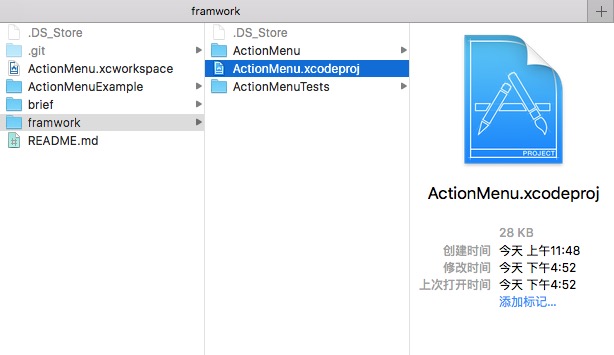 framwork
.DS_Store
.git
ActionMenu.xcworkspace
ActionMenuExample
brief
framwork
README.md
.DS_Store
ActionMenu
ActionMenu.xcodeproj
ActionMenuTests
PROJECT
ActionMenu.xcodeproj
28 KB
创建时间 今天 上午11:48
修改时间 今天 下午4:52
上次打开时间 今天 下午4:52
添加标记...